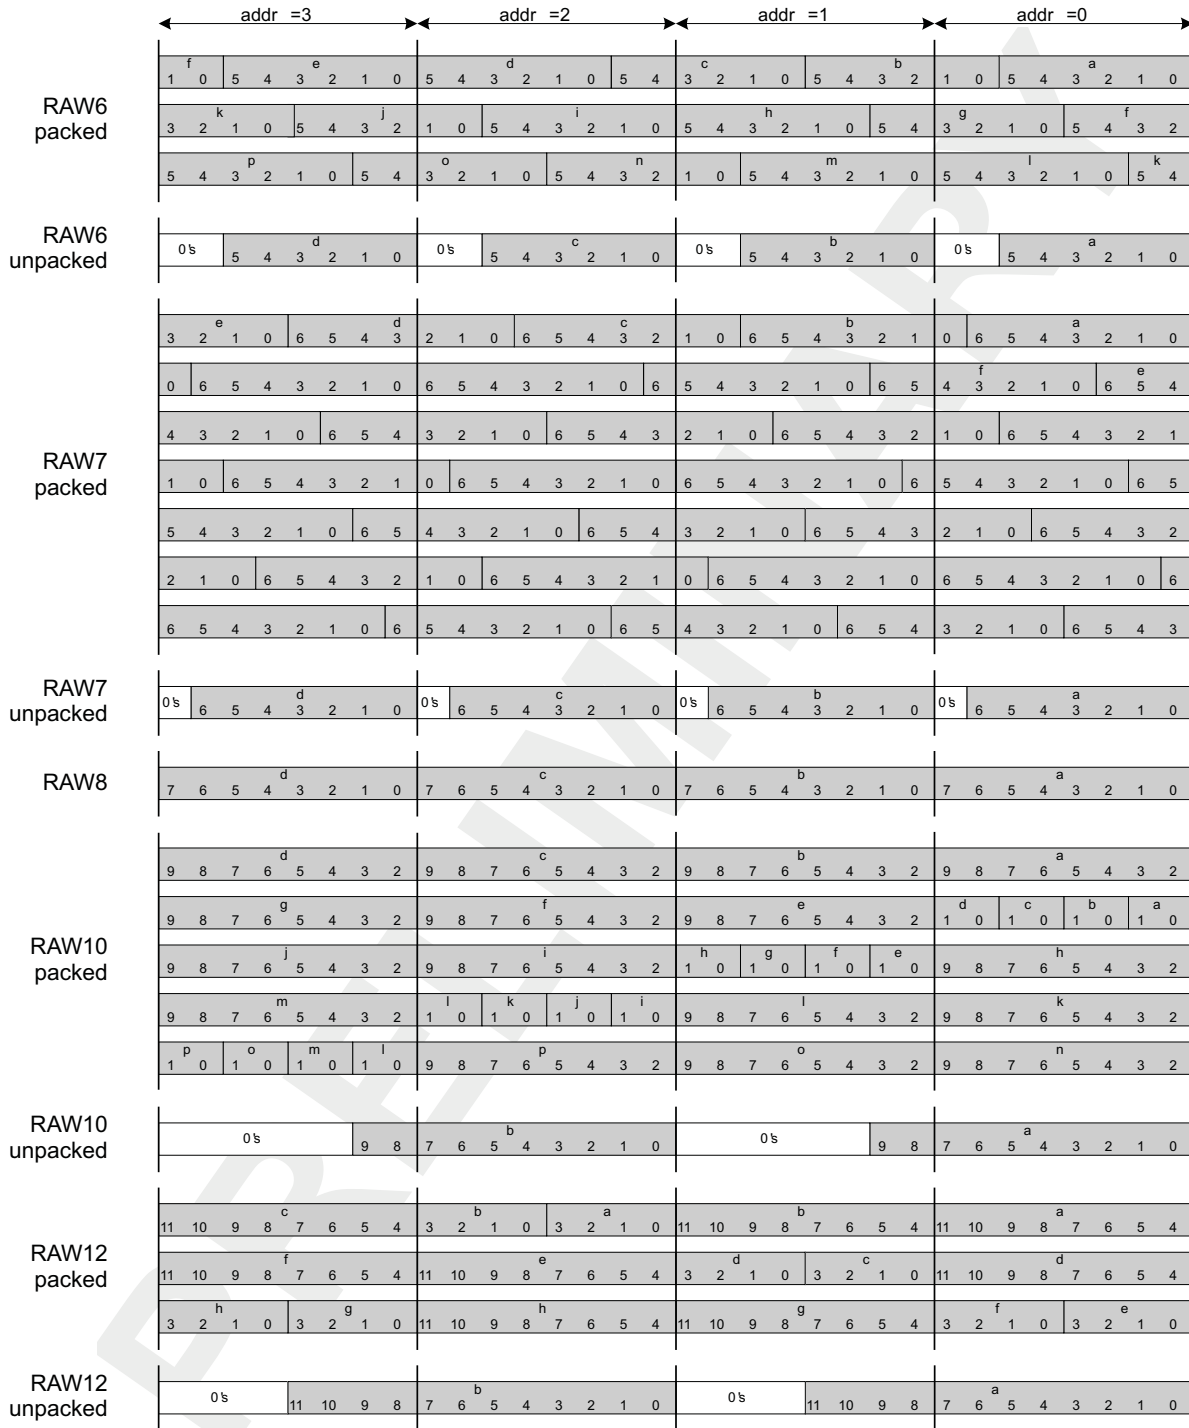 addr =3 addr =2 addr =1 addr =0
RAW6 packed
f e d c b a
1 0 5 4 3 2 1 0 5 4 3 2 1 0 5 4 3 2 1 0 5 4 3 2 1 0 5 4 3 2 1 0
k j i h g f
3 2 1 0 5 4 3 2 1 0 5 4 3 2 1 0 5 4 3 2 1 0 5 4 3 2 1 0 5 4 3 2
p o n m l k
5 4 3 2 1 0 5 4 3 2 1 0 5 4 3 2 1 0 5 4 3 2 1 0 5 4 3 2 1 0 5 4
RAW6 unpacked
d c b a
0's 5 4 3 2 1 0 0's 5 4 3 2 1 0 0's 5 4 3 2 1 0 0's 5 4 3 2 1 0
RAW7 packed
e d c b a
3 2 1 0 6 5 4 3 2 1 0 6 5 4 3 2 1 0 6 5 4 3 2 1 0 6 5 4 3 2 1 0
f e
0 6 5 4 3 2 1 0 6 5 4 3 2 1 0 6 5 4 3 2 1 0 6 5 4 3 2 1 0 6 5 4
4 3 2 1 0 6 5 4 3 2 1 0 6 5 4 3 2 1 0 6 5 4 3 2 1 0 6 5 4 3 2 1
1 0 6 5 4 3 2 1 0 6 5 4 3 2 1 0 6 5 4 3 2 1 0 6 5 4 3 2 1 0 6 5
5 4 3 2 1 0 6 5 4 3 2 1 0 6 5 4 3 2 1 0 6 5 4 3 2 1 0 6 5 4 3 2
2 1 0 6 5 4 3 2 1 0 6 5 4 3 2 1 0 6 5 4 3 2 1 0 6 5 4 3 2 1 0 6
6 5 4 3 2 1 0 6 5 4 3 2 1 0 6 5 4 3 2 1 0 6 5 4 3 2 1 0 6 5 4 3
RAW7 unpacked
d c b a
0's 6 5 4 3 2 1 0 0's 6 5 4 3 2 1 0 0's 6 5 4 3 2 1 0 0's 6 5 4 3 2 1 0
RAW8
d c b a
7 6 5 4 3 2 1 0 7 6 5 4 3 2 1 0 7 6 5 4 3 2 1 0 7 6 5 4 3 2 1 0
RAW10 packed
d c b a
9 8 7 6 5 4 3 2 9 8 7 6 5 4 3 2 9 8 7 6 5 4 3 2 9 8 7 6 5 4 3 2
g f e d c b a
9 8 7 6 5 4 3 2 9 8 7 6 5 4 3 2 9 8 7 6 5 4 3 2 1 0 1 0 1 0 1 0
j i h g f e h
9 8 7 6 5 4 3 2 9 8 7 6 5 4 3 2 1 0 1 0 1 0 1 0 9 8 7 6 5 4 3 2
m l k j i l k
9 8 7 6 5 4 3 2 1 0 1 0 1 0 1 0 9 8 7 6 5 4 3 2 9 8 7 6 5 4 3 2
p o m l p o n
1 0 1 0 1 0 1 0 9 8 7 6 5 4 3 2 9 8 7 6 5 4 3 2 9 8 7 6 5 4 3 2
RAW10 unpacked
b a
0's 9 8 7 6 5 4 3 2 1 0 0's 9 8 7 6 5 4 3 2 1 0
RAW12 packed
c b a b a
11 10 9 8 7 6 5 4 3 2 1 0 3 2 1 0 11 10 9 8 7 6 5 4 11 10 9 8 7 6 5 4
f e d c d
11 10 9 8 7 6 5 4 11 10 9 8 7 6 5 4 3 2 1 0 3 2 1 0 11 10 9 8 7 6 5 4
h g h g f e
3 2 1 0 3 2 1 0 11 10 9 8 7 6 5 4 11 10 9 8 7 6 5 4 3 2 1 0 3 2 1 0
RAW12 unpacked
b a
0's 11 10 9 8 7 6 5 4 3 2 1 0 0's 11 10 9 8 7 6 5 4 3 2 1 0
PRELIMINARY